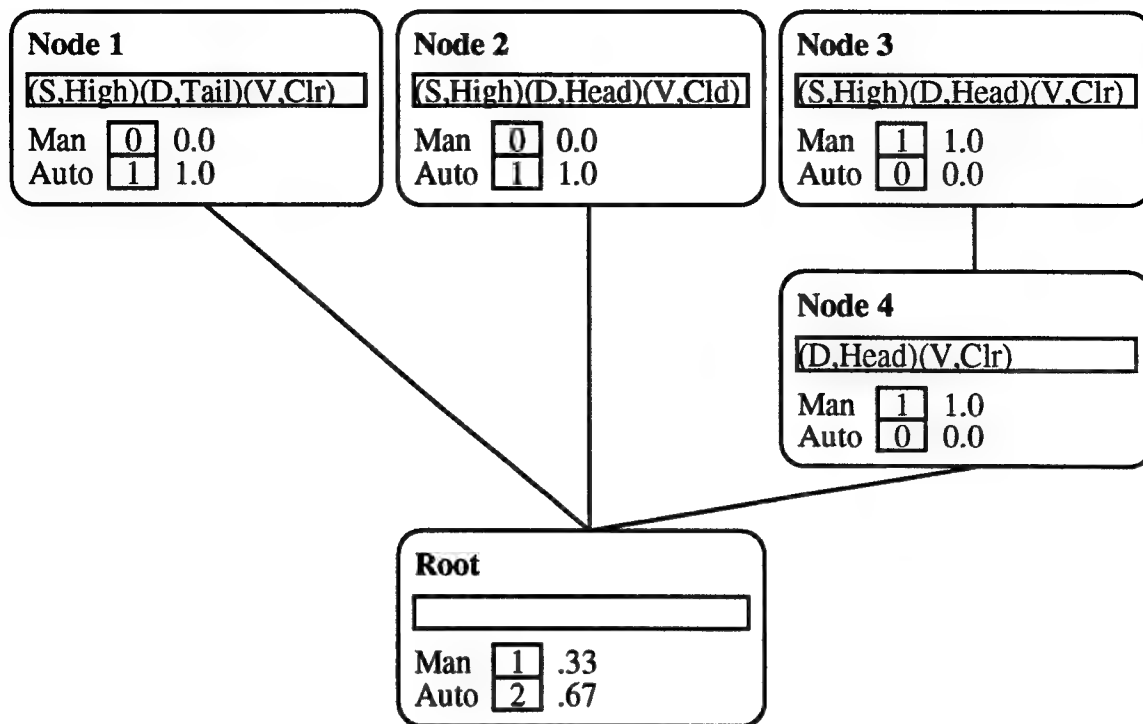 Node 1
(S,High)(D,Tail)(V,Clr)
Man 0 0.0
Auto 1 1.0
Node 2
(S,High)(D,Head)(V,Cld)
Man 0 0.0
Auto 1 1.0
Node 3
(S,High)(D,Head)(V,Clr)
Man 1 1.0
Auto 0 0.0
Node 4
(D,Head)(V,Clr)
Man 1 1.0
Auto 0 0.0
Root
Man 1 .33
Auto 2 .67